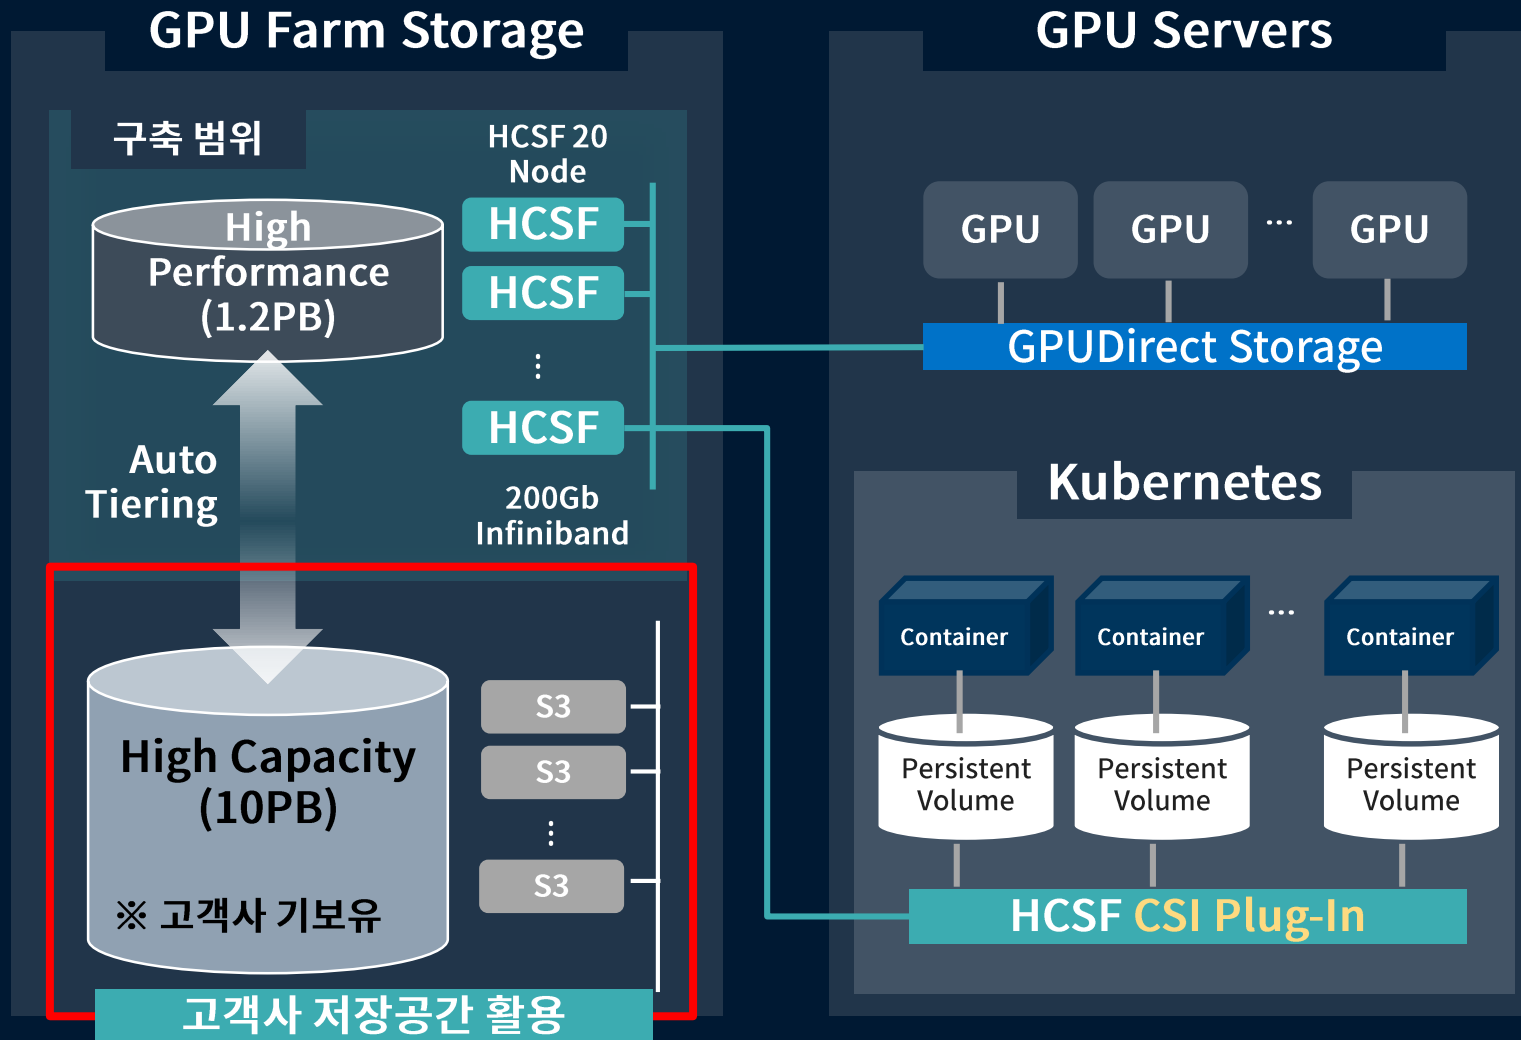 GPU Farm Storage
구축 범위
HCSF 20
Node
High
Performance
(1.2PB)
HCSF
HCSF
⋮
HCSF
Auto
Tiering
200Gb
Infiniband
High Capacity
(10PB)
※ 고객사 기보유
S3
S3
⋮
S3
고객사 저장공간 활용
GPU Servers
GPU
GPU
...
GPU
GPUDirect Storage
Kubernetes
Container
Container
...
Container
Persistent
Volume
Persistent
Volume
Persistent
Volume
HCSF CSI Plug-In